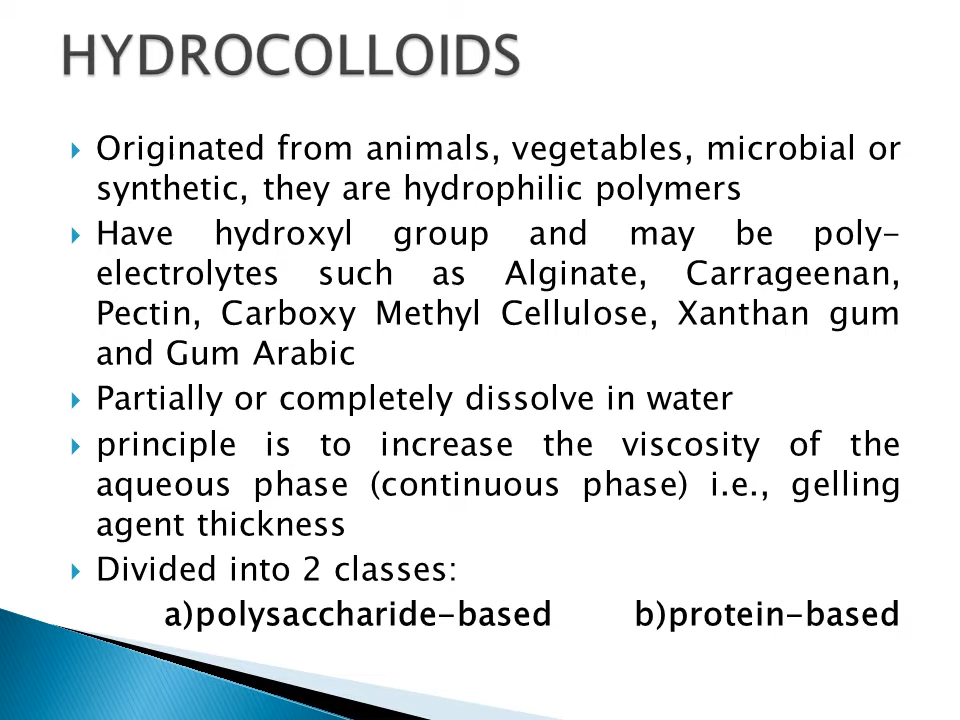 HYDROCOLLOIDS
Originated from animals, vegetables, microbial or
synthetic, they are hydrophilic polymers
Have hydroxyl group and may be poly-
electrolytes such as Alginate, Carrageenan,
Pectin, Carboxy Methyl Cellulose, Xanthan gum
and Gum Arabic
Partially or completely dissolve in water
principle is to increase the viscosity of the
aqueous phase (continuous phase) i.e., gelling
agent thickness
Divided into 2 classes:
a)polysaccharide-based b)protein-based